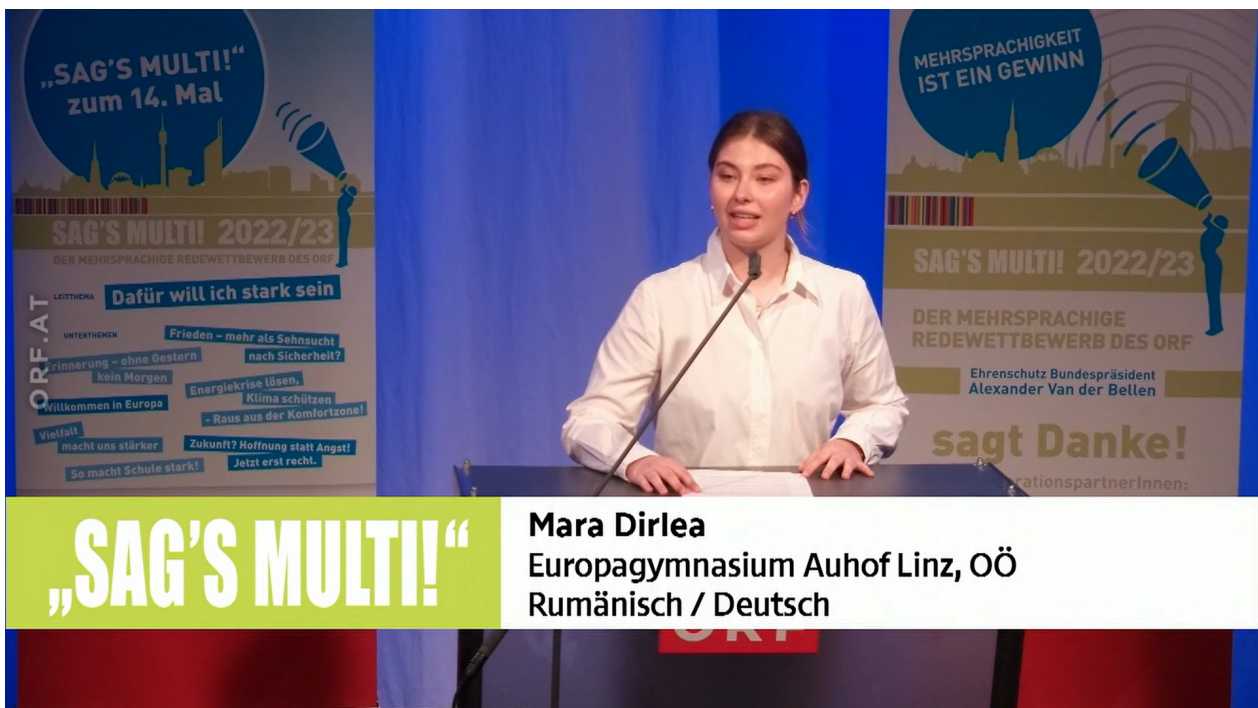 „SAG'S MULTI!“
zum 14. Mal
SAG'S MULTI! 2022/23
DER MEHRSPRACHIGE REDEWETTBEWERB DES ORF
LEITTHEMA
Dafür will ich stark sein
UNTERTHEMEN
Frieden – mehr als Sehnsucht
nach Sicherheit?
Erinnerung – ohne Gestern
kein Morgen
Energiekrise lösen,
Klima schützen
- Raus aus der Komfortzone!
Willkommen in Europa
Vielfalt
macht uns stärker
Zukunft? Hoffnung statt Angst!
Jetzt erst recht.
So macht Schule stark!
ORF.AT
MEHRSPRACHIGKEIT
IST EIN GEWINN
SAG'S MULTI! 2022/23
DER MEHRSPRACHIGE
REDEWETTBEWERB DES ORF
Ehrenschutz Bundespräsident
Alexander Van der Bellen
sagt Danke!
rationspartnerInnen:
„SAG'S MULTI!“
Mara Dirlea
Europagymnasium Auhof Linz, OÖ
Rumänisch / Deutsch
ORF